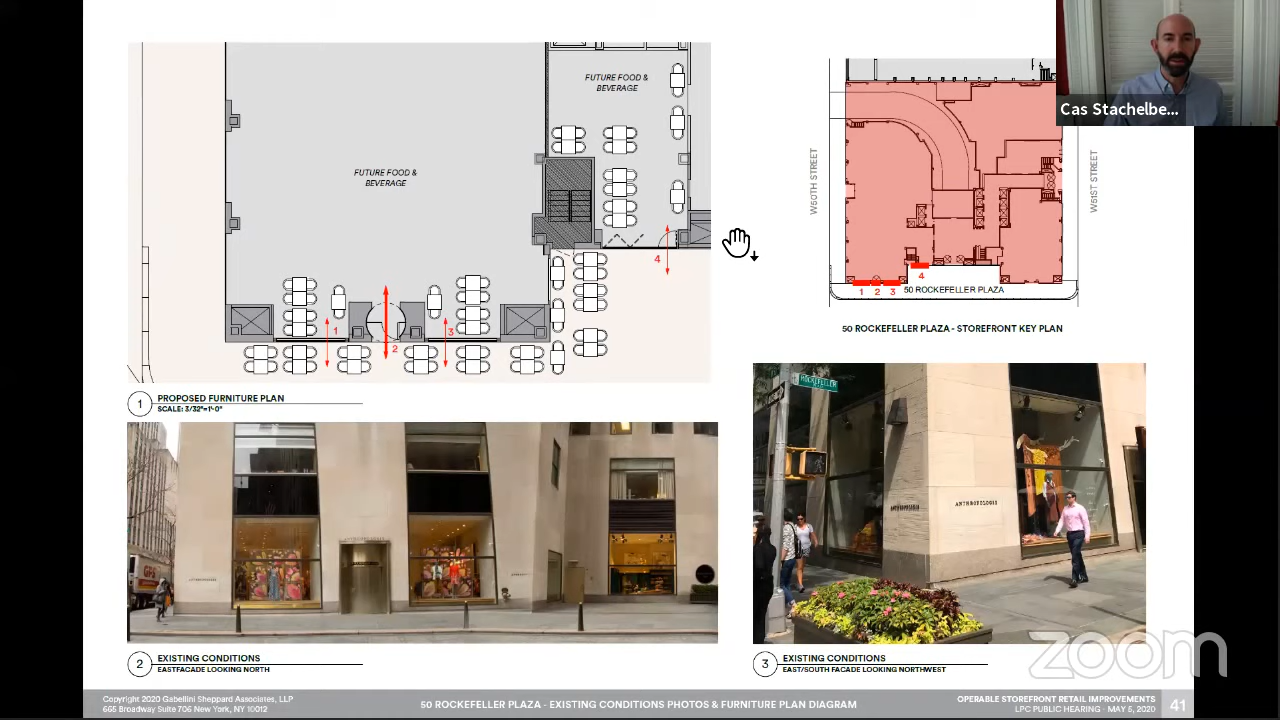 FUTURE FOOD &
BEVERAGE
FUTURE FOOD &
BEVERAGE
1
2
3
4
1
PROPOSED FURNITURE PLAN
SCALE: 3/32"=1'-0"
Cas Stachelbe...
W50TH STREET
W51ST STREET
4
1 2 3
50 ROCKEFELLER PLAZA
50 ROCKEFELLER PLAZA - STOREFRONT KEY PLAN
ROCKEFELLER
ANTHROPOLOGIE
ANTHROPOLOGIE
2
EXISTING CONDITIONS
EASTFACADE LOOKING NORTH
3
EXISTING CONDITIONS
EAST/SOUTH FACADE LOOKING NORTHWEST
zoom
Copyright 2020 Gabellini Sheppard Associates, LLP
665 Broadway Suite 706 New York, NY 10012
50 ROCKEFELLER PLAZA - EXISTING CONDITIONS PHOTOS & FURNITURE PLAN DIAGRAM
OPERABLE STOREFRONT RETAIL IMPROVEMENTS
LPC PUBLIC HEARING - MAY 5, 2020
41